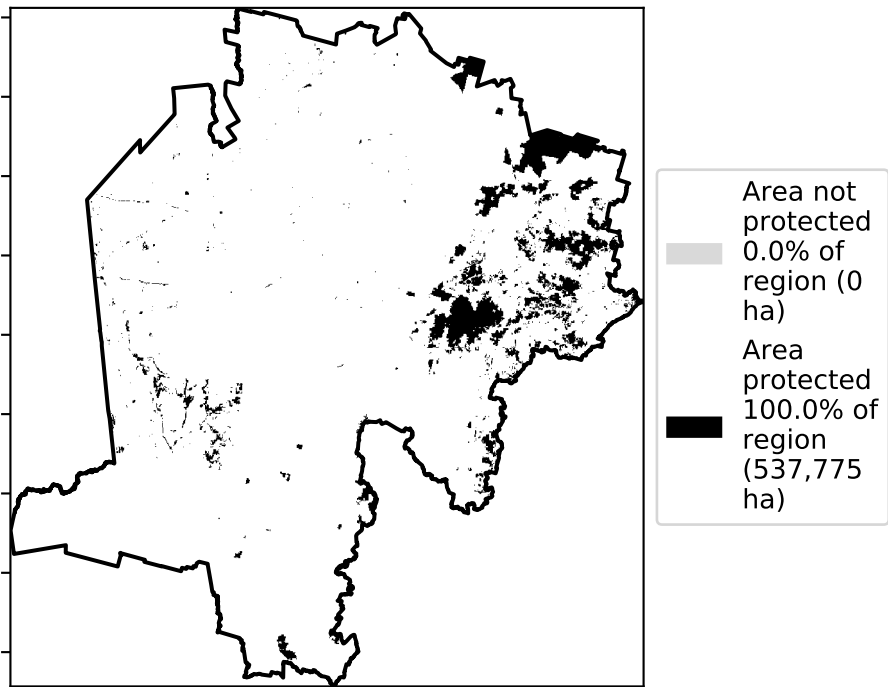 Area not
protected
0.0% of
region (0
ha)
Area
protected
100.0% of
region
(537,775
ha)